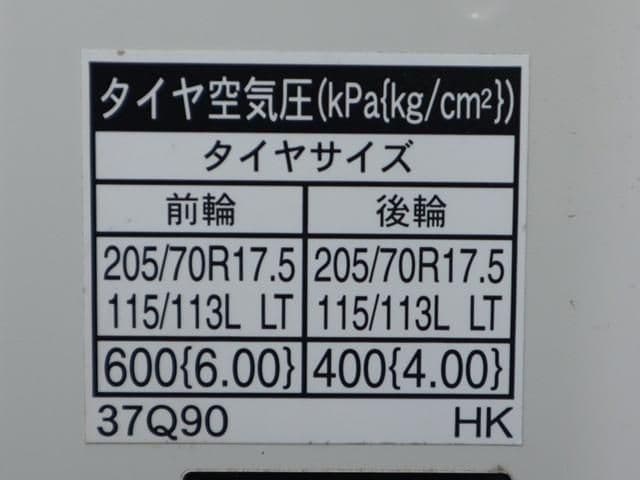 タイヤ空気圧(kPa{kg/cm²})
タイヤサイズ
前輪 後輪
205/70R17.5 205/70R17.5
115/113L LT 115/113L LT
600{6.00} 400{4.00}
37Q90 HK